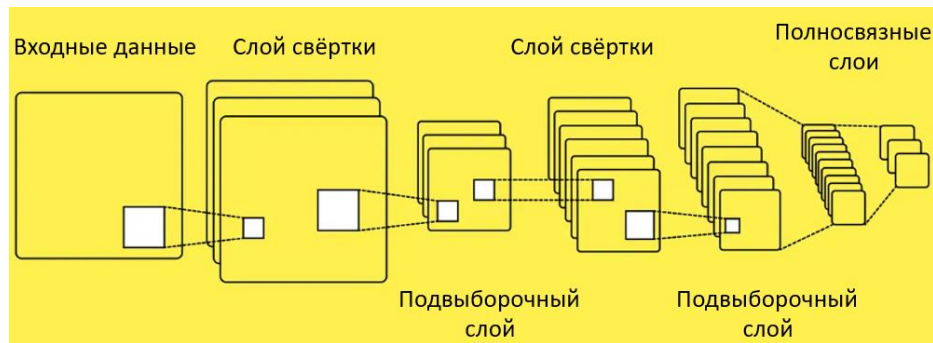 Входные данные
Слой свёртки
Слой свёртки
Полносвязные
слои
Подвыборочный
слой
Подвыборочный
слой